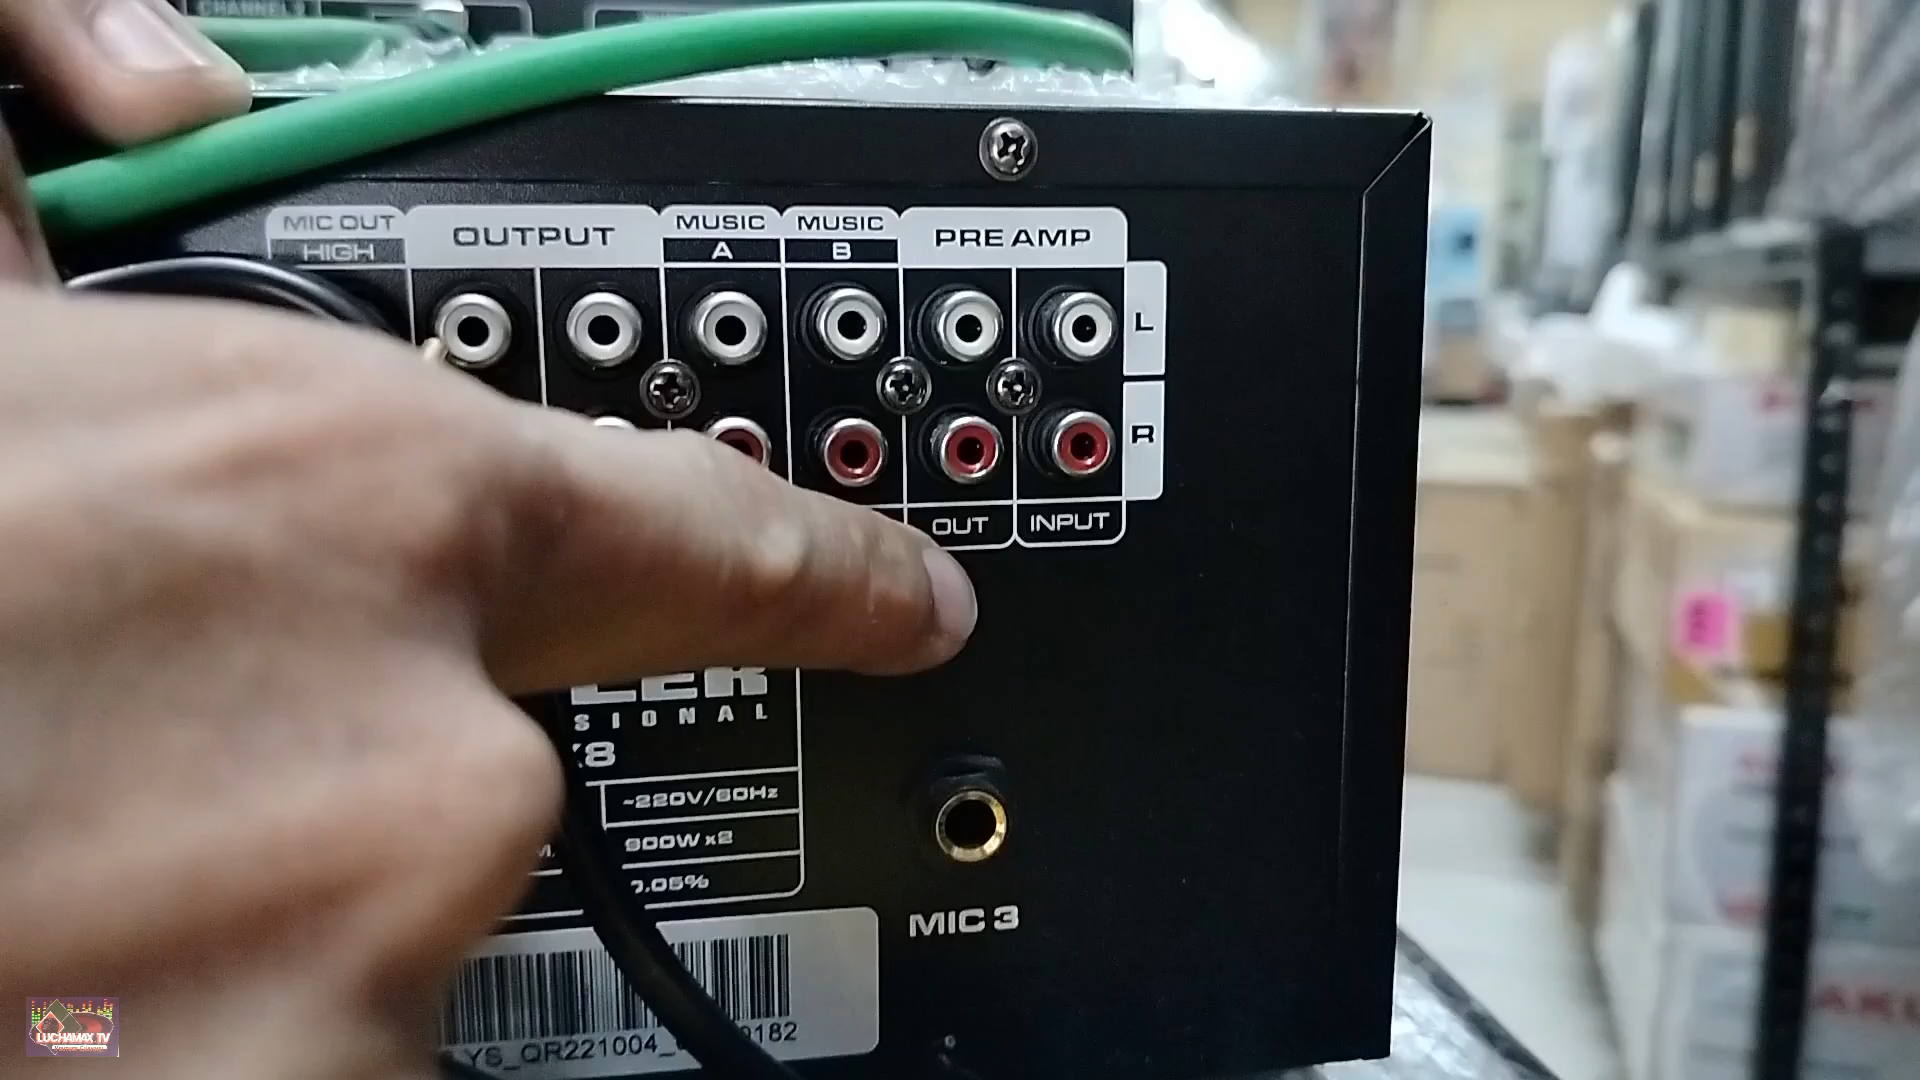 CHANNEL
MIC OUT
HIGH
OUTPUT
MUSIC
A
MUSIC
B
PRE AMP
L
R
OUT
INPUT
SIONAL
~220V/60Hz
900W x2
MIC 3
LUCHAMAX TV